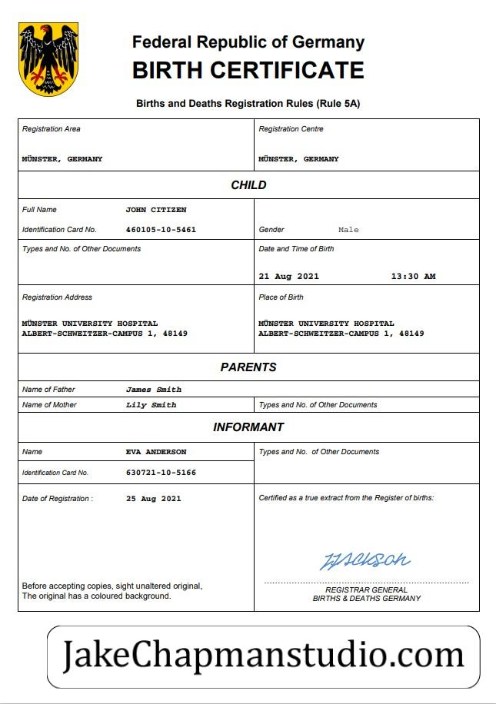 Federal Republic of Germany
BIRTH CERTIFICATE
Births and Deaths Registration Rules (Rule 5A)
Registration Area
Registration Centre
MÜNSTER, GERMANY
MÜNSTER, GERMANY
CHILD
Full Name JOHN CITIZEN
Identification Card No. 460105-10-5461
Gender Male
Types and No. of Other Documents
Date and Time of Birth
21 Aug 2021 13:30 AM
Registration Address
Place of Birth
MÜNSTER UNIVERSITY HOSPITAL
ALBERT-SCHWEITZER-CAMPUS 1, 48149
MÜNSTER UNIVERSITY HOSPITAL
ALBERT-SCHWEITZER-CAMPUS 1, 48149
PARENTS
Name of Father James Smith
Name of Mother Lily Smith
Types and No. of Other Documents
INFORMANT
Name EVA ANDERSON
Types and No. of Other Documents
Identification Card No. 630721-10-5166
Date of Registration : 25 Aug 2021
Certified as a true extract from the Register of births:
Before accepting copies, sight unaltered original,
The original has a coloured background.
REGISTRAR GENERAL
BIRTHS & DEATHS GERMANY
JakeChapmanstudio.com